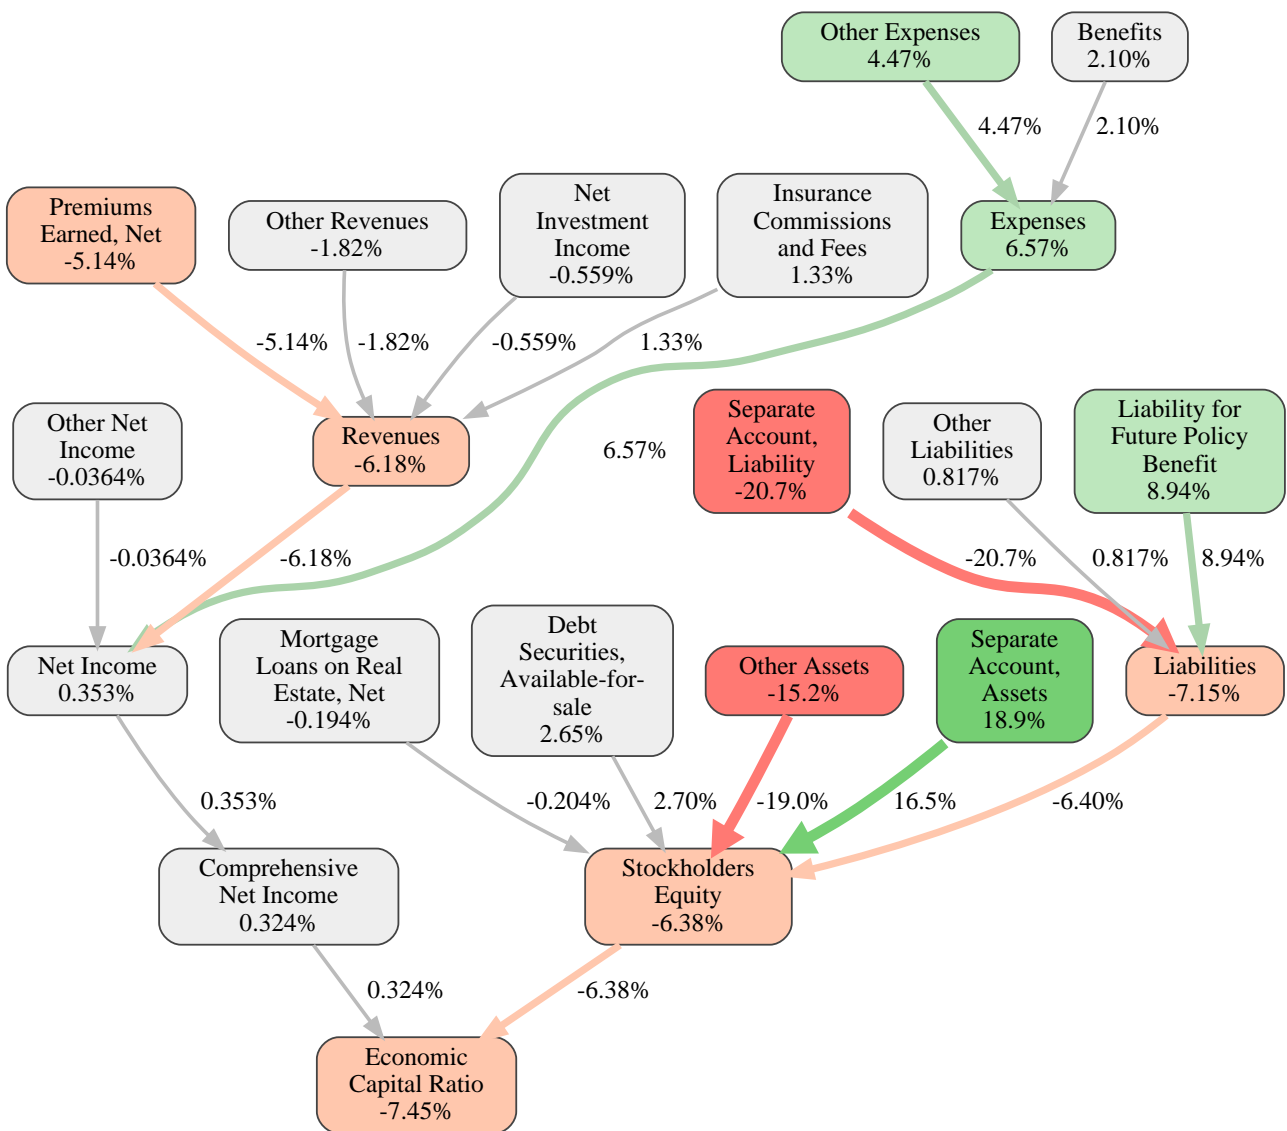 Other Expenses
4.47%
Benefits
2.10%
4.47%
2.10%
Premiums
Earned, Net
-5.14%
Other Revenues
-1.82%
Net
Investment
Income
-0.559%
Insurance
Commissions
and Fees
1.33%
Expenses
6.57%
-5.14%
-1.82%
-0.559%
1.33%
Other Net
Income
-0.0364%
Revenues
-6.18%
6.57%
Separate
Account,
Liability
-20.7%
Other
Liabilities
0.817%
Liability for
Future Policy
Benefit
8.94%
-0.0364%
-6.18%
-20.7%
0.817%
8.94%
Net Income
0.353%
Mortgage
Loans on Real
Estate, Net
-0.194%
Debt
Securities,
Available-for-
sale
2.65%
Other Assets
-15.2%
Separate
Account,
Assets
18.9%
Liabilities
-7.15%
0.353%
-0.204%
2.70%
-19.0%
16.5%
-6.40%
Comprehensive
Net Income
0.324%
Stockholders
Equity
-6.38%
0.324%
-6.38%
Economic
Capital Ratio
-7.45%